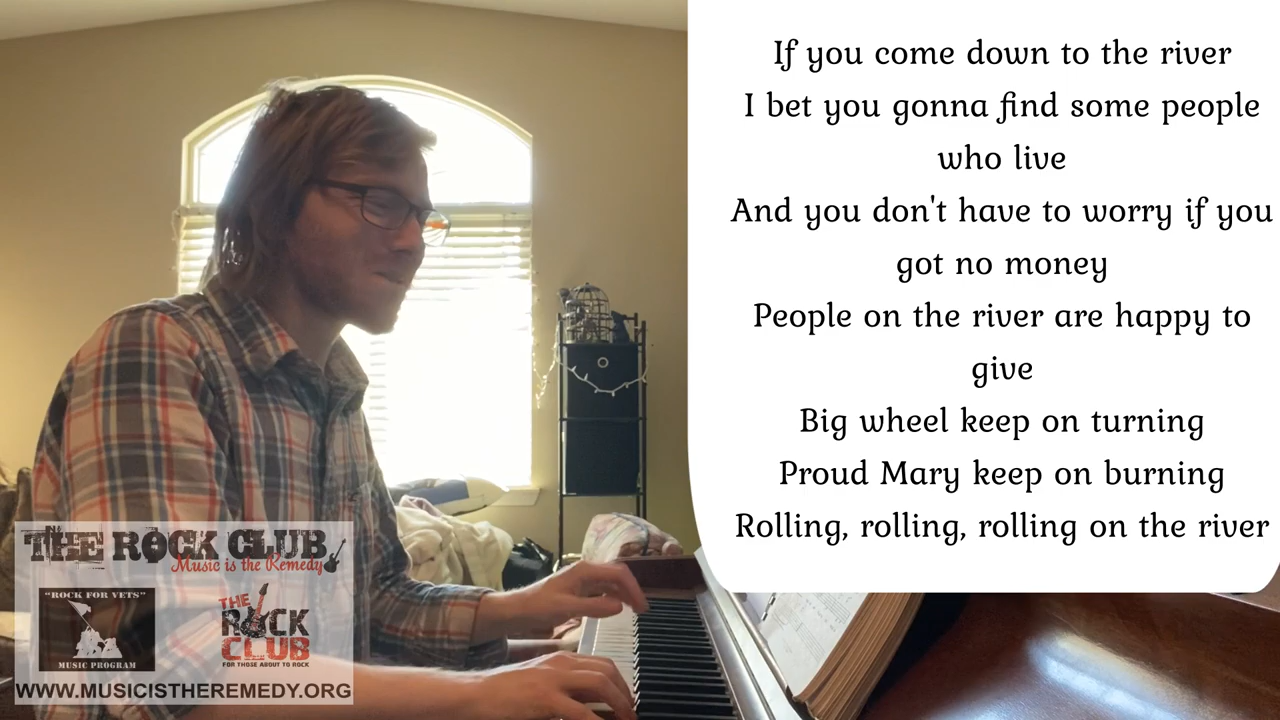 If you come down to the river
I bet you gonna find some people
who live
And you don't have to worry if you
got no money
People on the river are happy to
give
Big wheel keep on turning
Proud Mary keep on burning
Rolling, rolling, rolling on the river
THE ROCK CLUB
Music is the Remedy
"ROCK FOR VETS"
MUSIC PROGRAM
THE
ROCK
CLUB
FOR THOSE ABOUT TO ROCK
WWW.MUSICISTHEREMEDY.ORG